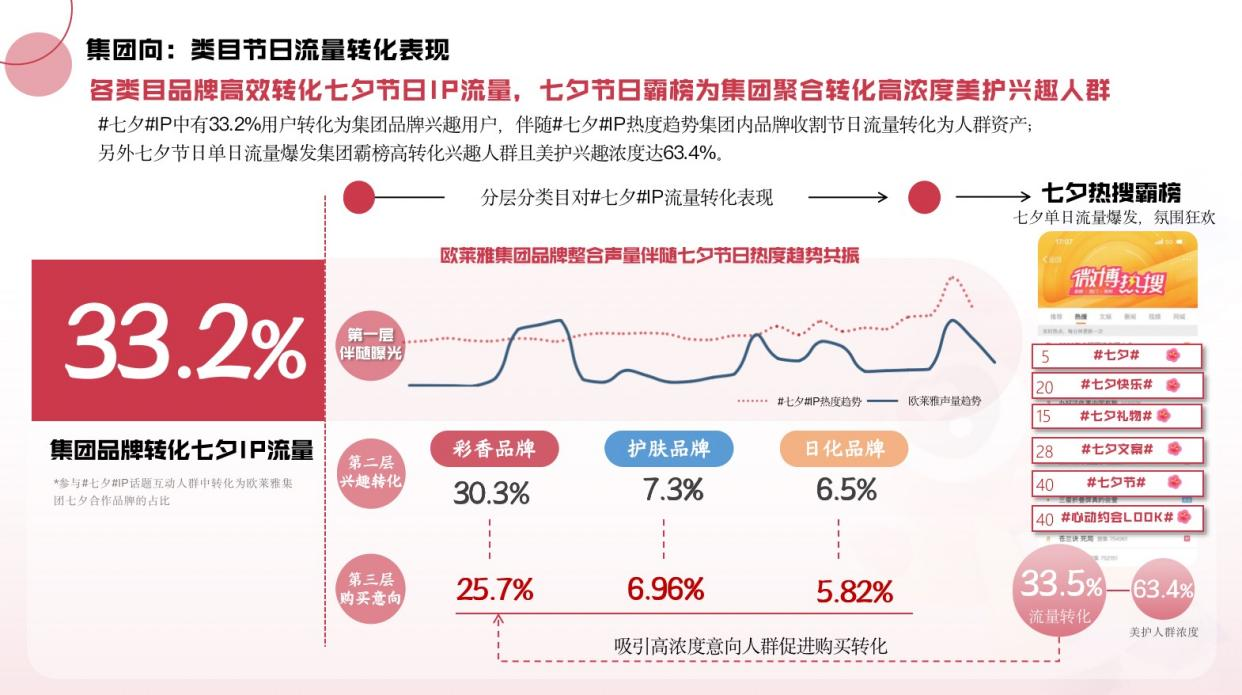 集团向：类目节日流量转化表现
各类目品牌高效转化七夕节日IP流量，七夕节日霸榜为集团聚合转化高浓度美护兴趣人群
#七夕#IP中有33.2%用户转化为集团品牌兴趣用户，伴随#七夕#IP热度趋势集团内品牌收割节日流量转化为人群资产；
另外七夕节日单日流量爆发集团霸榜高转化兴趣人群且美护兴趣浓度达63.4%。
分层分类目对#七夕#IP流量转化表现
七夕热搜霸榜
七夕单日流量爆发，氛围狂欢
33.2%
集团品牌转化七夕IP流量
*参与#七夕#IP话题互动人群中转化为欧莱雅集
团七夕合作品牌的占比
欧莱雅集团品牌整合声量伴随七夕节日热度趋势共振
第一层
伴随曝光
#七夕#IP热度趋势
欧莱雅声量趋势
第二层
兴趣转化
彩香品牌
护肤品牌
日化品牌
30.3%
7.3%
6.5%
第三层
购买意向
25.7%
6.96%
5.82%
吸引高浓度意向人群促进购买转化
17:07
微博热搜
热搜
5 #七夕#
20 #七夕快乐#
15 #七夕礼物#
28 #七夕文案#
40 #七夕节#
40 #心动约会LOOK#
33.5%
流量转化
63.4%
美护人群浓度